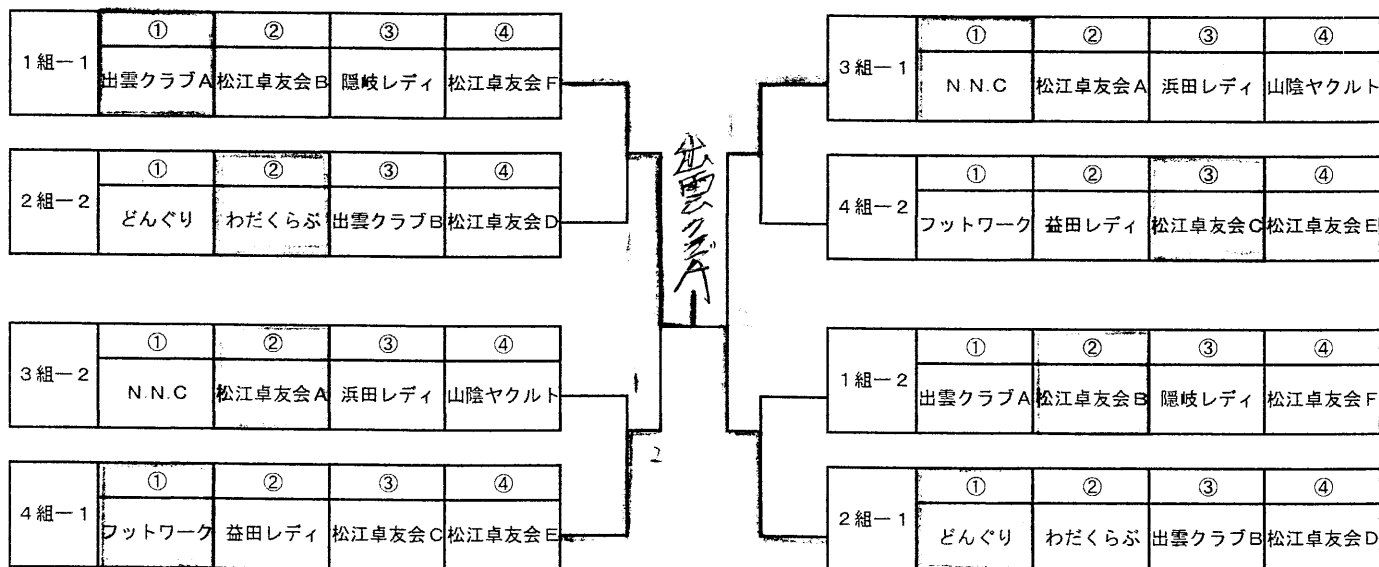 ① ② ③ ④
1組ー1 出雲クラブA 松江卓友会B 隠岐レディ 松江卓友会F
① ② ③ ④
2組ー2 どんぐり わだくらぶ 出雲クラブB 松江卓友会D
① ② ③ ④
3組ー2 N.N.C 松江卓友会A 浜田レディ 山陰ヤクルト
① ② ③ ④
4組ー1 フットワーク 益田レディ 松江卓友会C 松江卓友会E
出雲クラブA
1
2
① ② ③ ④
3組ー1 N.N.C 松江卓友会A 浜田レディ 山陰ヤクルト
① ② ③ ④
4組ー2 フットワーク 益田レディ 松江卓友会C 松江卓友会E
① ② ③ ④
1組ー2 出雲クラブA 松江卓友会B 隠岐レディ 松江卓友会F
① ② ③ ④
2組ー1 どんぐり わだくらぶ 出雲クラブB 松江卓友会D